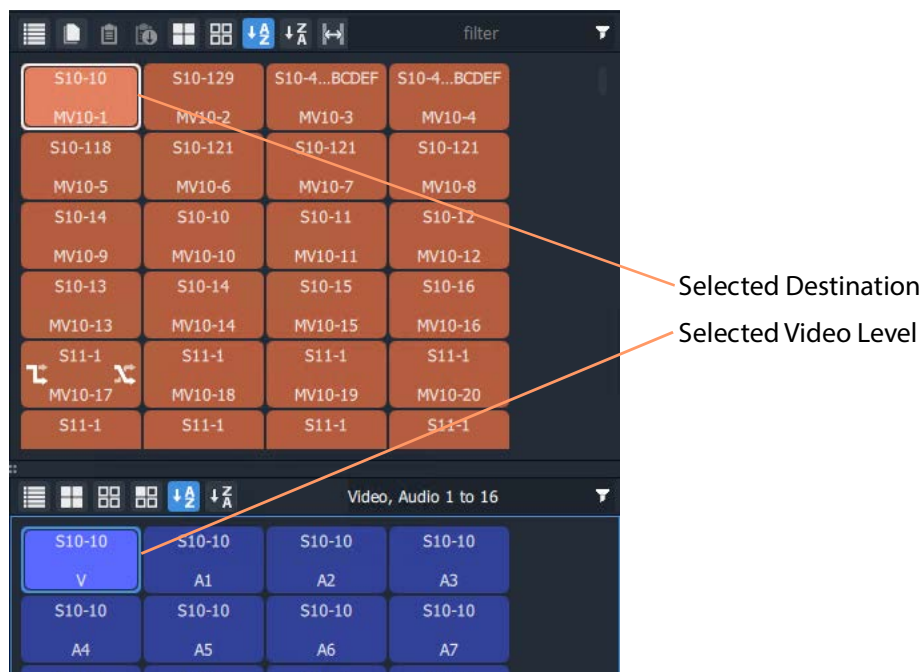 filter
S10-10 S10-129 S10-4...BCDEF S10-4...BCDEF
MV10-1 MV10-2 MV10-3 MV10-4
S10-118 S10-121 S10-121 S10-121
MV10-5 MV10-6 MV10-7 MV10-8
S10-14 S10-10 S10-11 S10-12
MV10-9 MV10-10 MV10-11 MV10-12
S10-13 S10-14 S10-15 S10-16
Selected Destination
MV10-13 MV10-14 MV10-15 MV10-16
Selected Video Level
S11-1 S11-1 S11-1 S11-1
MV10-17 MV10-18 MV10-19 MV10-20
S11-1 S11-1 S11-1 S11-1
Video, Audio 1 to 16
S10-10 S10-10 S10-10 S10-10
V A1 A2 A3
S10-10 S10-10 S10-10 S10-10
A4 A5 A6 A7